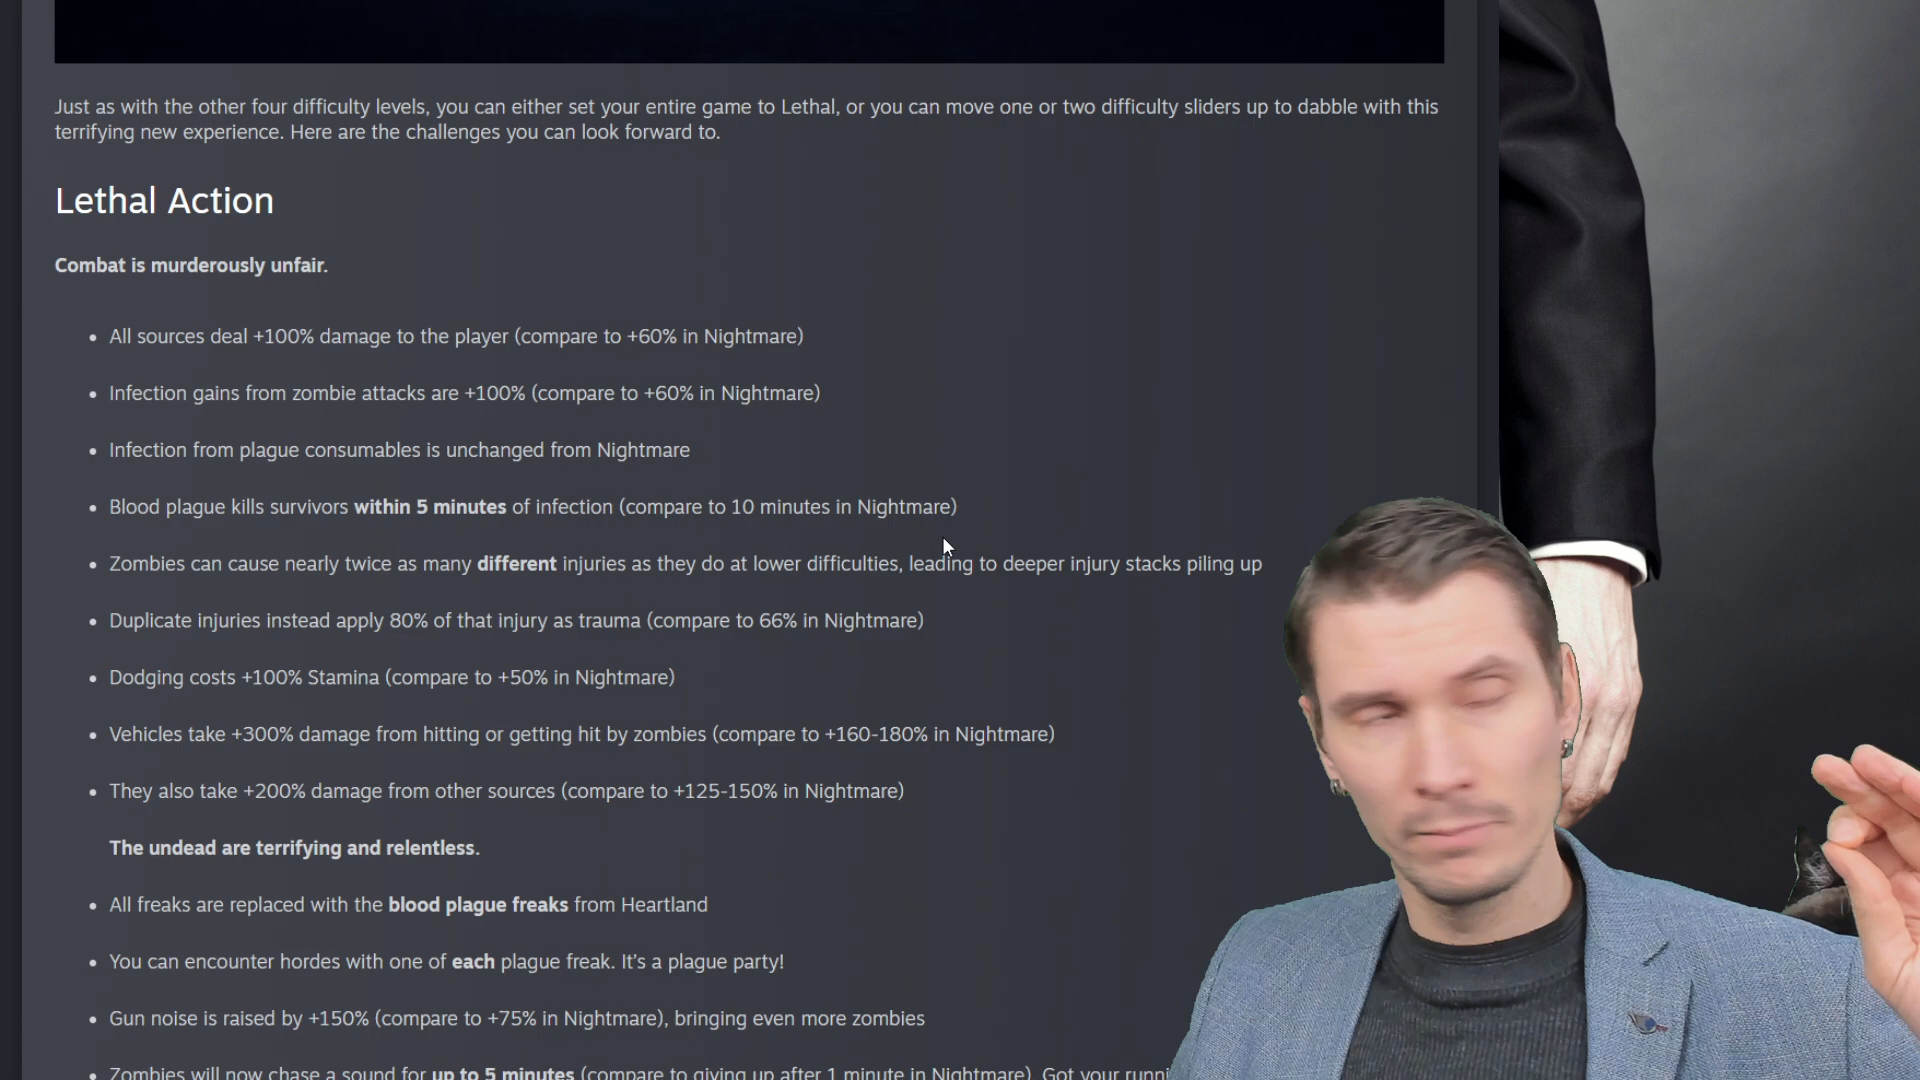 Just as with the other four difficulty levels, you can either set your entire game to Lethal, or you can move one or two difficulty sliders up to dabble with this
terrifying new experience. Here are the challenges you can look forward to.
Lethal Action
Combat is murderously unfair.
• All sources deal +100% damage to the player (compare to +60% in Nightmare)
• Infection gains from zombie attacks are +100% (compare to +60% in Nightmare)
• Infection from plague consumables is unchanged from Nightmare
• Blood plague kills survivors within 5 minutes of infection (compare to 10 minutes in Nightmare)
• Zombies can cause nearly twice as many different injuries as they do at lower difficulties, leading to deeper injury stacks piling up
• Duplicate injuries instead apply 80% of that injury as trauma (compare to 66% in Nightmare)
• Dodging costs +100% Stamina (compare to +50% in Nightmare)
• Vehicles take +300% damage from hitting or getting hit by zombies (compare to +160-180% in Nightmare)
• They also take +200% damage from other sources (compare to +125-150% in Nightmare)
The undead are terrifying and relentless.
• All freaks are replaced with the blood plague freaks from Heartland
• You can encounter hordes with one of each plague freak. It's a plague party!
• Gun noise is raised by +150% (compare to +75% in Nightmare), bringing even more zombies
• Zombies will now chase a sound for up to 5 minutes (compare to giving up after 1 minute in Nightmare). Got your